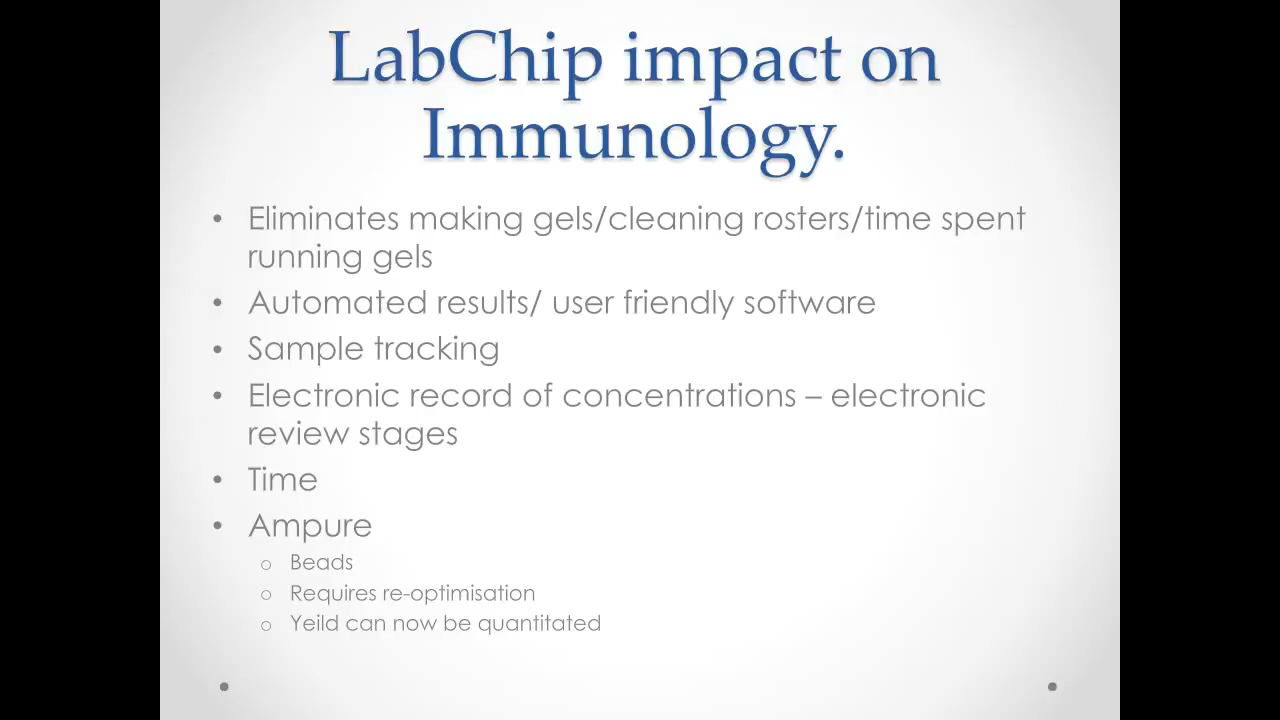 LabChip impact on
Immunology.
• Eliminates making gels/cleaning rosters/time spent
running gels
• Automated results/ user friendly software
• Sample tracking
• Electronic record of concentrations – electronic
review stages
• Time
• Ampure
o Beads
o Requires re-optimisation
o Yeild can now be quantitated